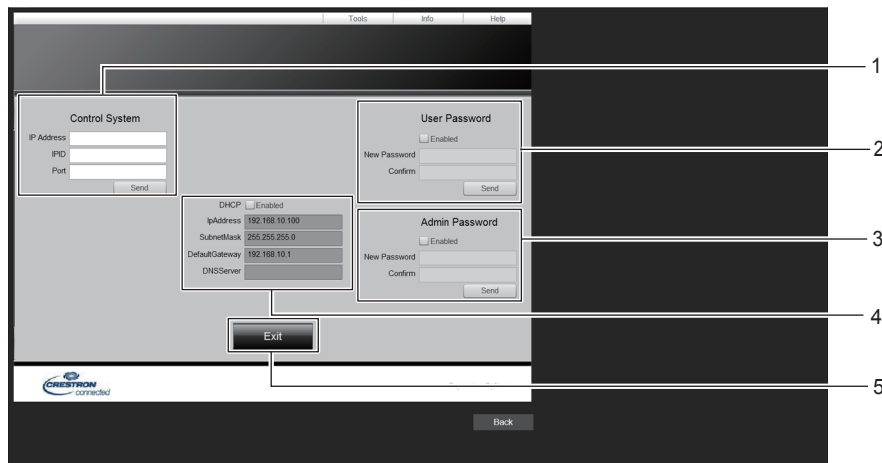 Tools Info Help
1
Control System
IP Address
IPID
Port
Send
User Password
Enabled
New Password
Confirm
Send
2
DHCP Enabled
IpAddress 192.168.10.100
SubnetMask 255.255.255.0
DefaultGateway 192.168.10.1
DNSServer
Admin Password
Enabled
New Password
Confirm
Send
3
4
Exit
CRESTRON
connected
5
Back